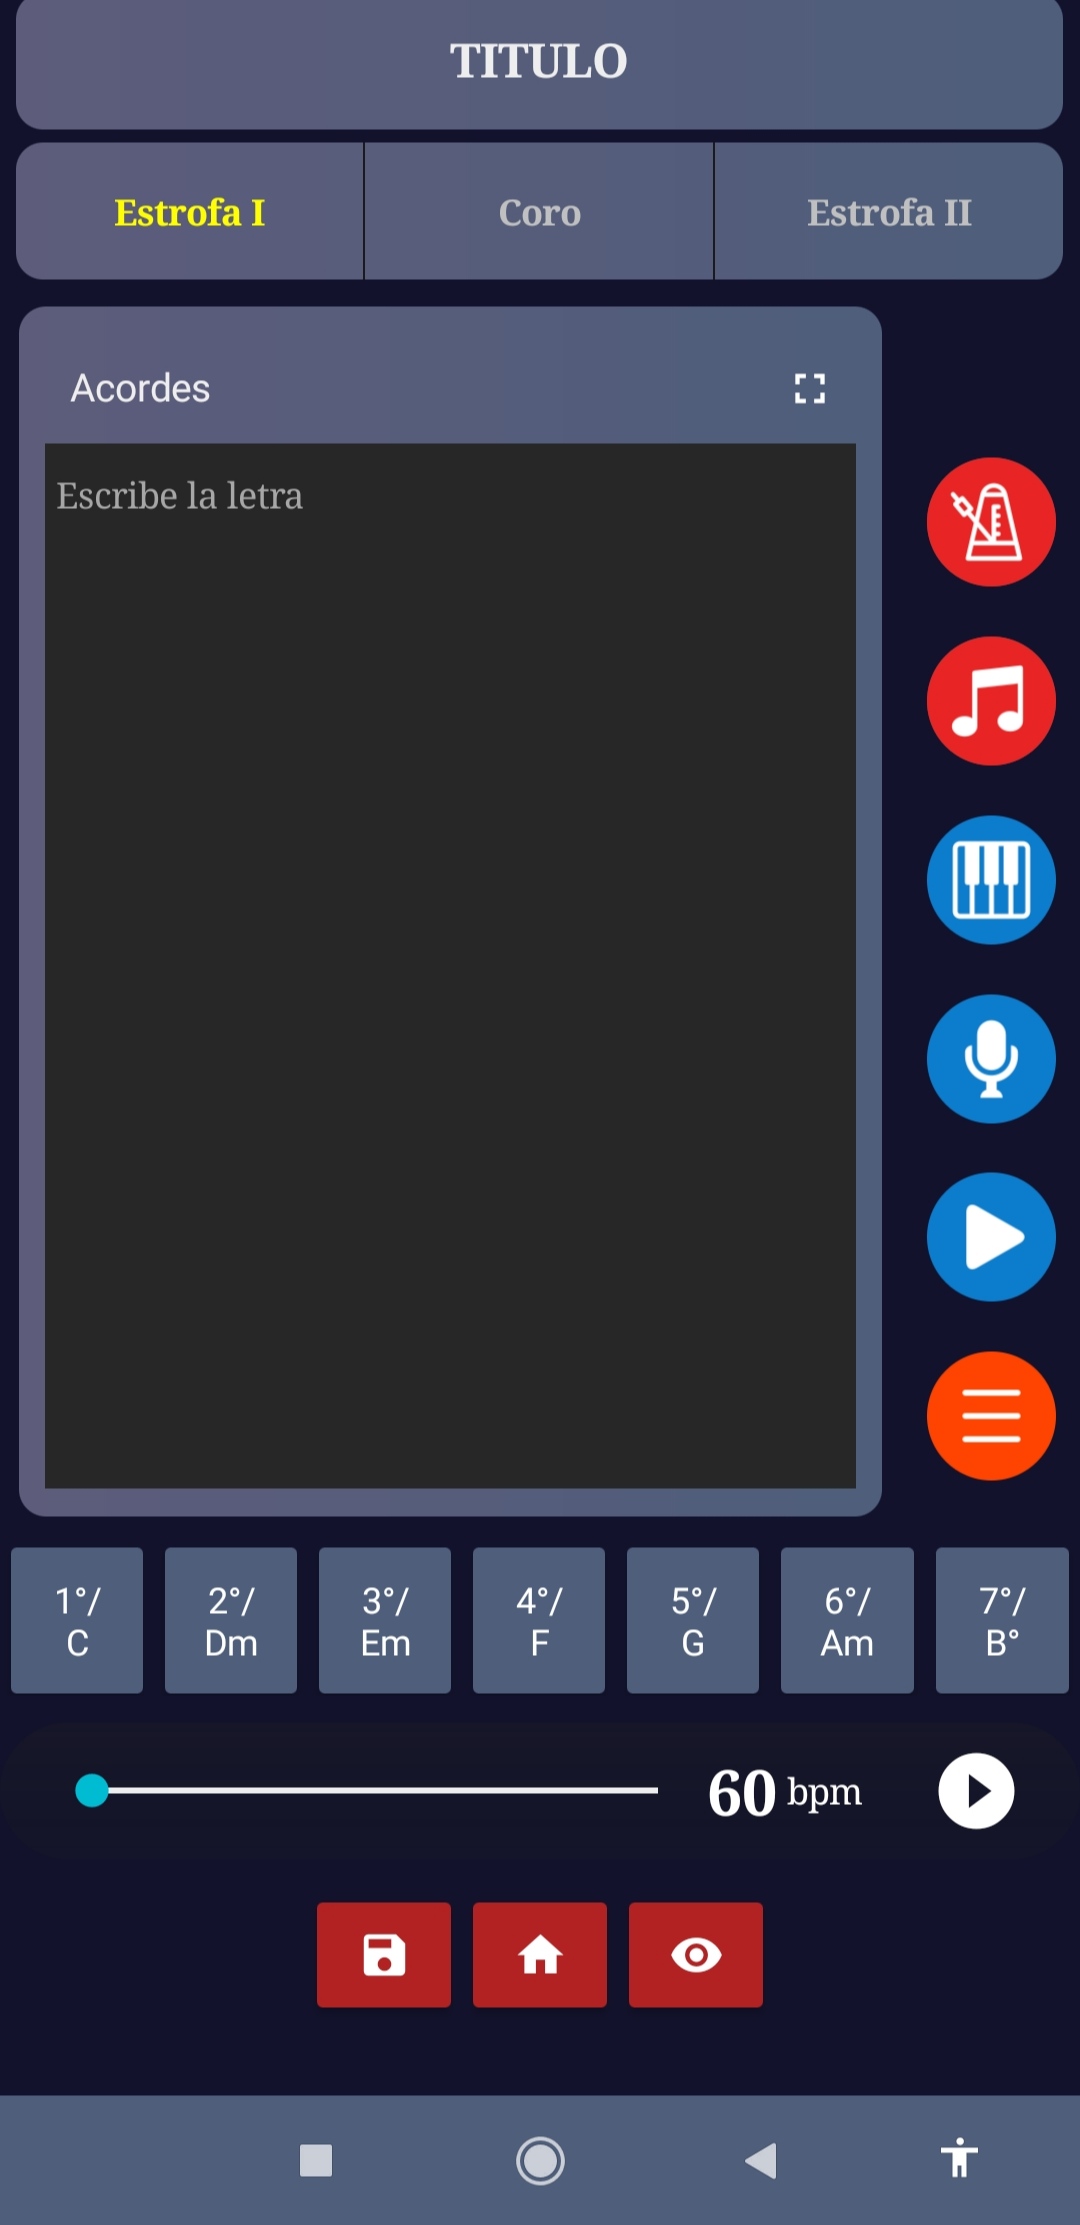 TITULO
Estrofa I Coro Estrofa II
Acordes
Escribe la letra
1°/ 2°/ 3°/ 4°/ 5°/ 6°/ 7°/
C Dm Em F G Am B°
60 bpm